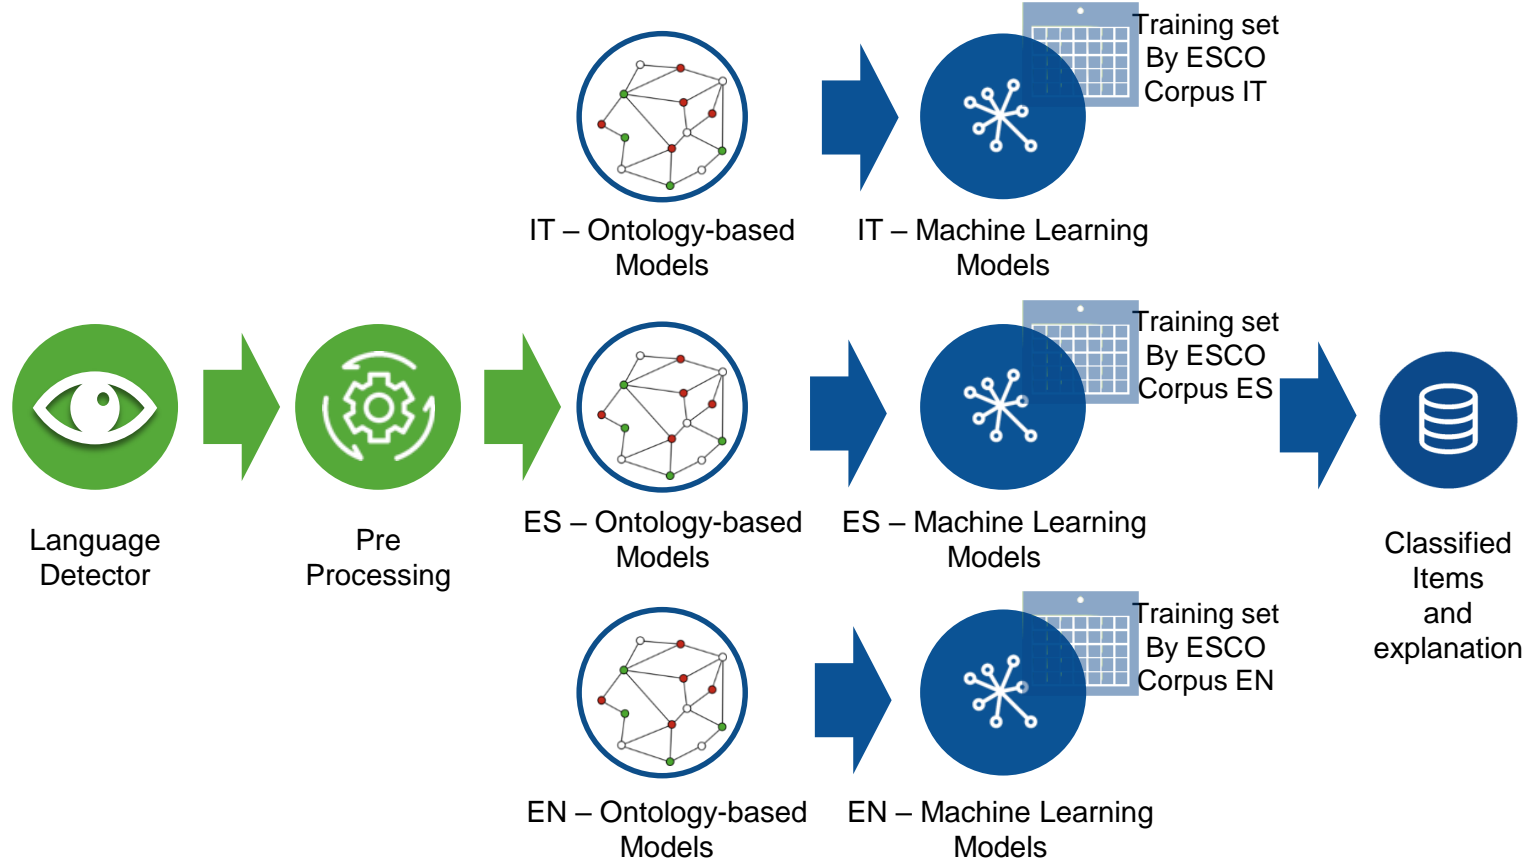 Training set
By ESCO
Corpus IT
IT – Ontology-based
Models
IT – Machine Learning
Models
Training set
By ESCO
Corpus ES
Language
Detector
Pre
Processing
ES – Ontology-based
Models
ES – Machine Learning
Models
Classified
Items
and
explanation
Training set
By ESCO
Corpus EN
EN – Ontology-based
Models
EN – Machine Learning
Models